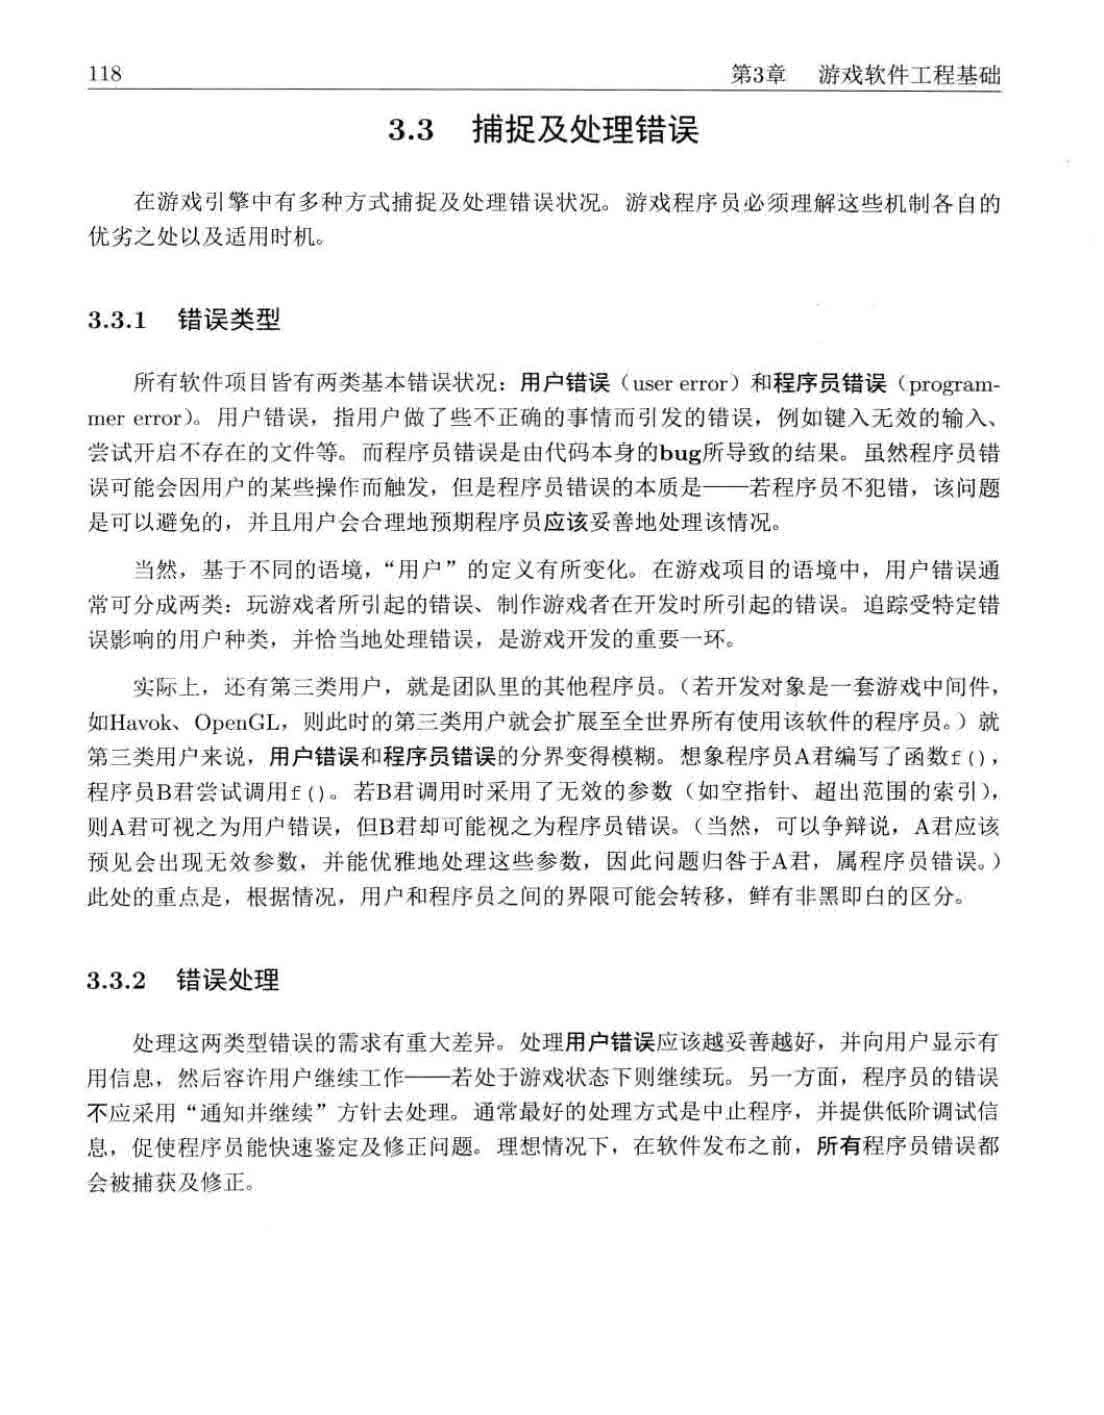 118
第3章 游戏软件工程基础
3.3 捕捉及处理错误
在游戏引擎中有多种方式捕捉及处理错误状况。游戏程序员必须理解这些机制各自的
优劣之处以及适用时机。
3.3.1 错误类型
所有软件项目皆有两类基本错误状况：用户错误（user error）和程序员错误（program-
mer error）。用户错误，指用户做了些不正确的事情而引发的错误，例如键入无效的输入、
尝试开启不存在的文件等。而程序员错误是由代码本身的bug所导致的结果。虽然程序员错
误可能会因用户的某些操作而触发，但是程序员错误的本质是——若程序员不犯错，该问题
是可以避免的，并且用户会合理地预期程序员应该妥善地处理该情况。
当然，基于不同的语境，“用户”的定义有所变化。在游戏项目的语境中，用户错误通
常可分成两类：玩游戏者所引起的错误、制作游戏者在开发时所引起的错误。追踪受特定错
误影响的用户种类，并恰当地处理错误，是游戏开发的重要一环。
实际上，还有第三类用户，就是团队里的其他程序员。（若开发对象是一套游戏中间件，
如Havok、OpenGL，则此时的第三类用户就会扩展至全世界所有使用该软件的程序员。）就
第三类用户来说，用户错误和程序员错误的分界变得模糊。想象程序员A君编写了函数f()，
程序员B君尝试调用f()。若B君调用时采用了无效的参数（如空指针、超出范围的索引），
则A君可视之为用户错误，但B君却可能视之为程序员错误。（当然，可以争辩说，A君应该
预见会出现无效参数，并能优雅地处理这些参数，因此问题归咎于A君，属程序员错误。）
此处的重点是，根据情况，用户和程序员之间的界限可能会转移，鲜有非黑即白的区分。
3.3.2 错误处理
处理这两类型错误的需求有重大差异。处理用户错误应该越妥善越好，并向用户显示有
用信息，然后容许用户继续工作——若处于游戏状态下则继续玩。另一方面，程序员的错误
不应采用“通知并继续”方针去处理。通常最好的处理方式是中止程序，并提供低阶调试信
息，促使程序员能快速鉴定及修正问题。理想情况下，在软件发布之前，所有程序员错误都
会被捕获及修正。